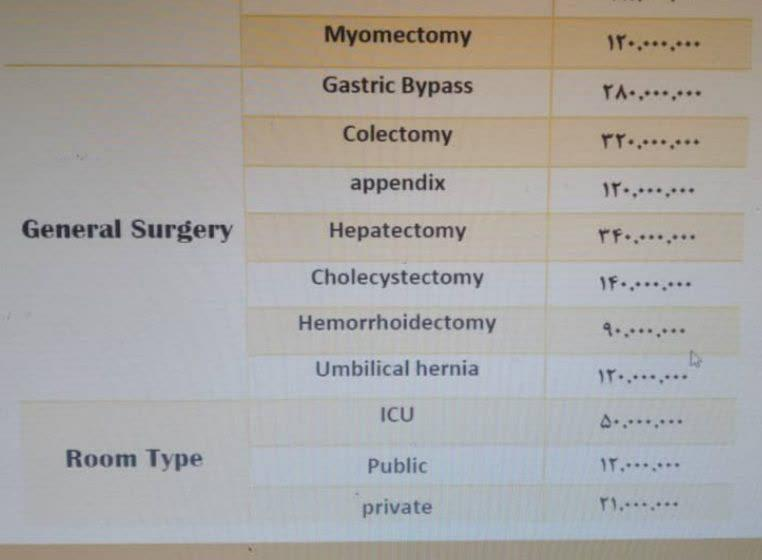 Myomectomy ۱۲۰,۰۰۰,۰۰۰
Gastric Bypass ۲۸۰,۰۰۰,۰۰۰
Colectomy ۳۲۰,۰۰۰,۰۰۰
appendix ۱۲۰,۰۰۰,۰۰۰
General Surgery
Hepatectomy ۳۴۰,۰۰۰,۰۰۰
Cholecystectomy ۱۴۰,۰۰۰,۰۰۰
Hemorrhoidectomy ۹۰,۰۰۰,۰۰۰
Umbilical hernia ۱۲۰,۰۰۰,۰۰۰
ICU ۵۰,۰۰۰,۰۰۰
Room Type
Public ۱۲,۰۰۰,۰۰۰
private ۲۱,۰۰۰,۰۰۰